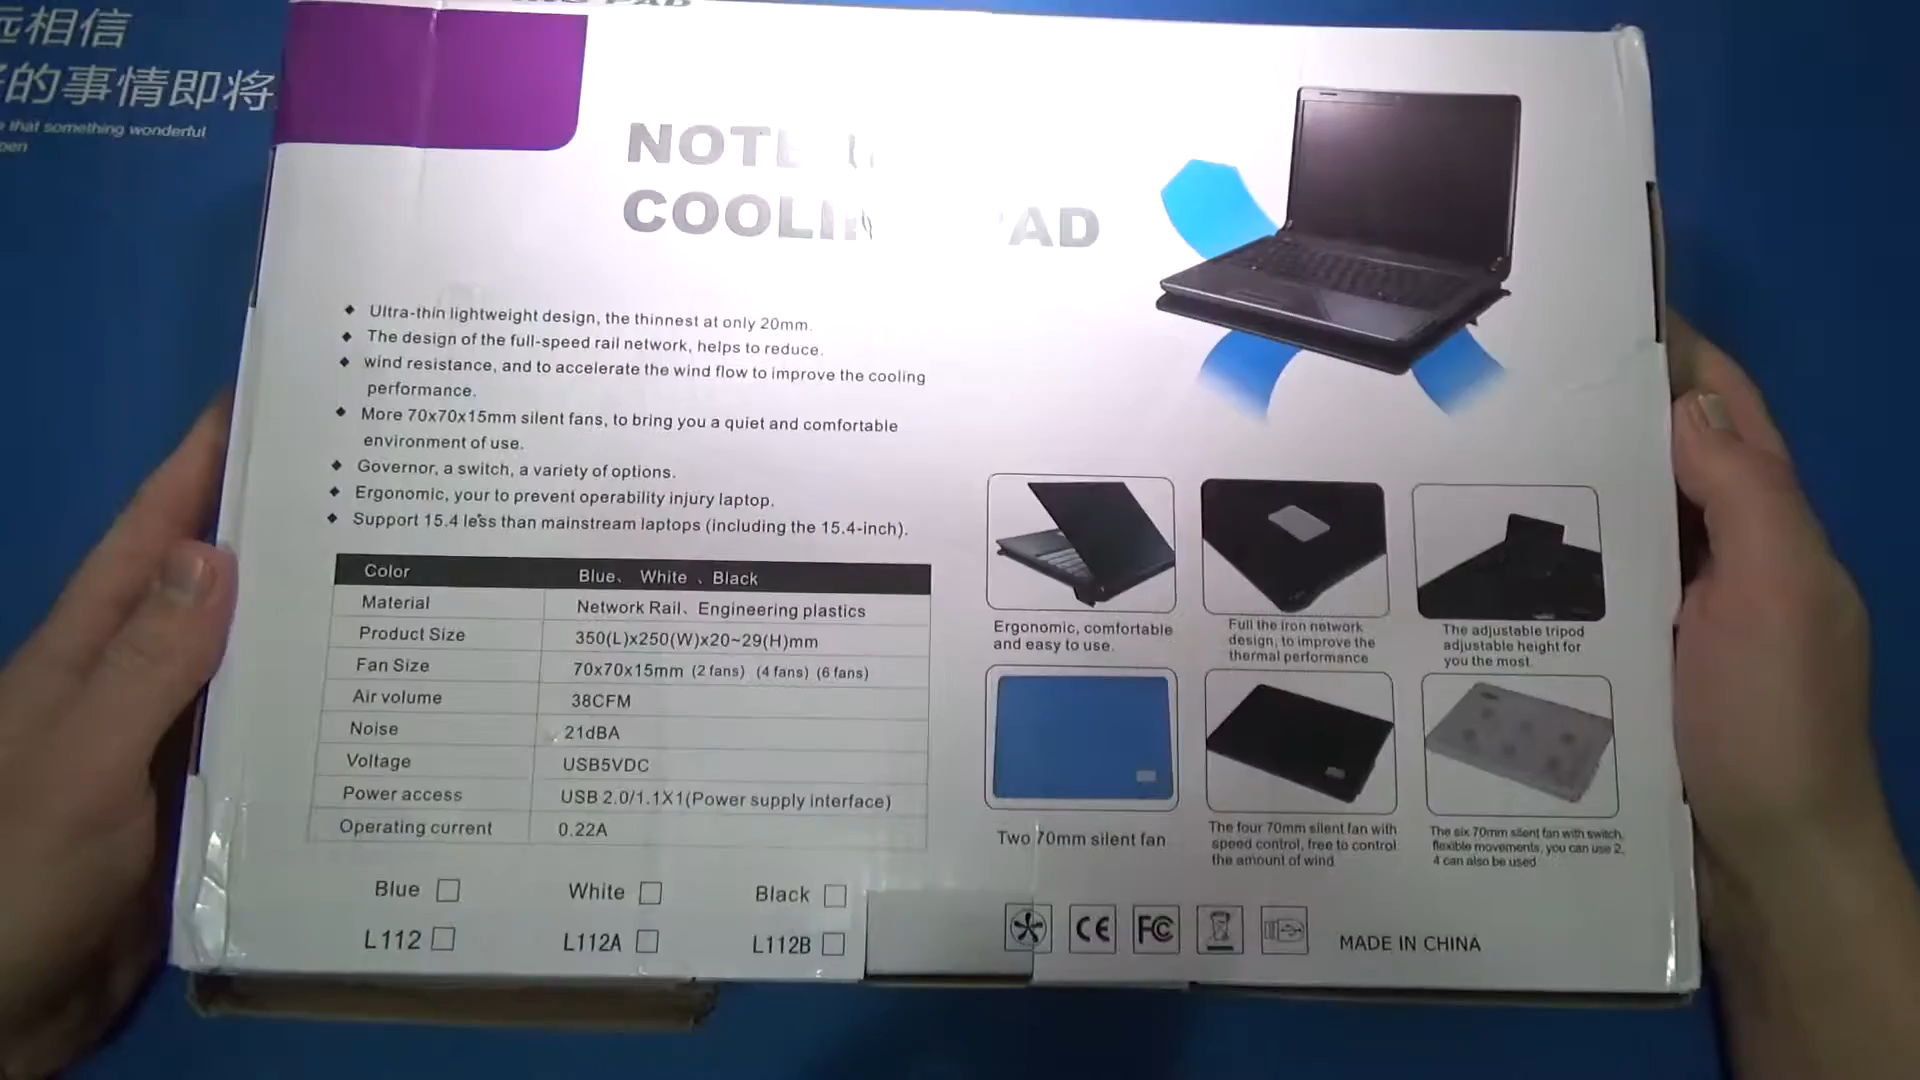 远相信
的事情即将
that something wonderful
PAD
COOLING PAD
Ultra-thin lightweight design, the thinnest at only 20mm.
The design of the full-speed rail network, helps to reduce.
wind resistance, and to accelerate the wind flow to improve the cooling
performance.
More 70x70x15mm silent fans, to bring you a quiet and comfortable
environment of use.
Governor, a switch, a variety of options.
Ergonomic, your to prevent operability injury laptop.
Support 15.4 less than mainstream laptops (including the 15.4-inch).
Color Blue、 White 、Black
Material Network Rail、Engineering plastics
Product Size 350(L)x250(W)x20~29(H)mm
Fan Size 70x70x15mm (2 fans) (4 fans) (6 fans)
Air volume 38CFM
Noise 21dBA
Voltage USB5VDC
Power access USB 2.0/1.1X1(Power supply interface)
Operating current 0.22A
Blue White Black
L112 L112A L112B
Ergonomic, comfortable
and easy to use.
Full the iron network
design, to improve the
thermal performance
The adjustable tripod
adjustable height for
you the most.
Two 70mm silent fan
The four 70mm silent fan with
speed control, free to control
the amount of wind
The six 70mm silent fan with switch,
flexible movements, you can use 2,
4 can also be used
CE FC
MADE IN CHINA